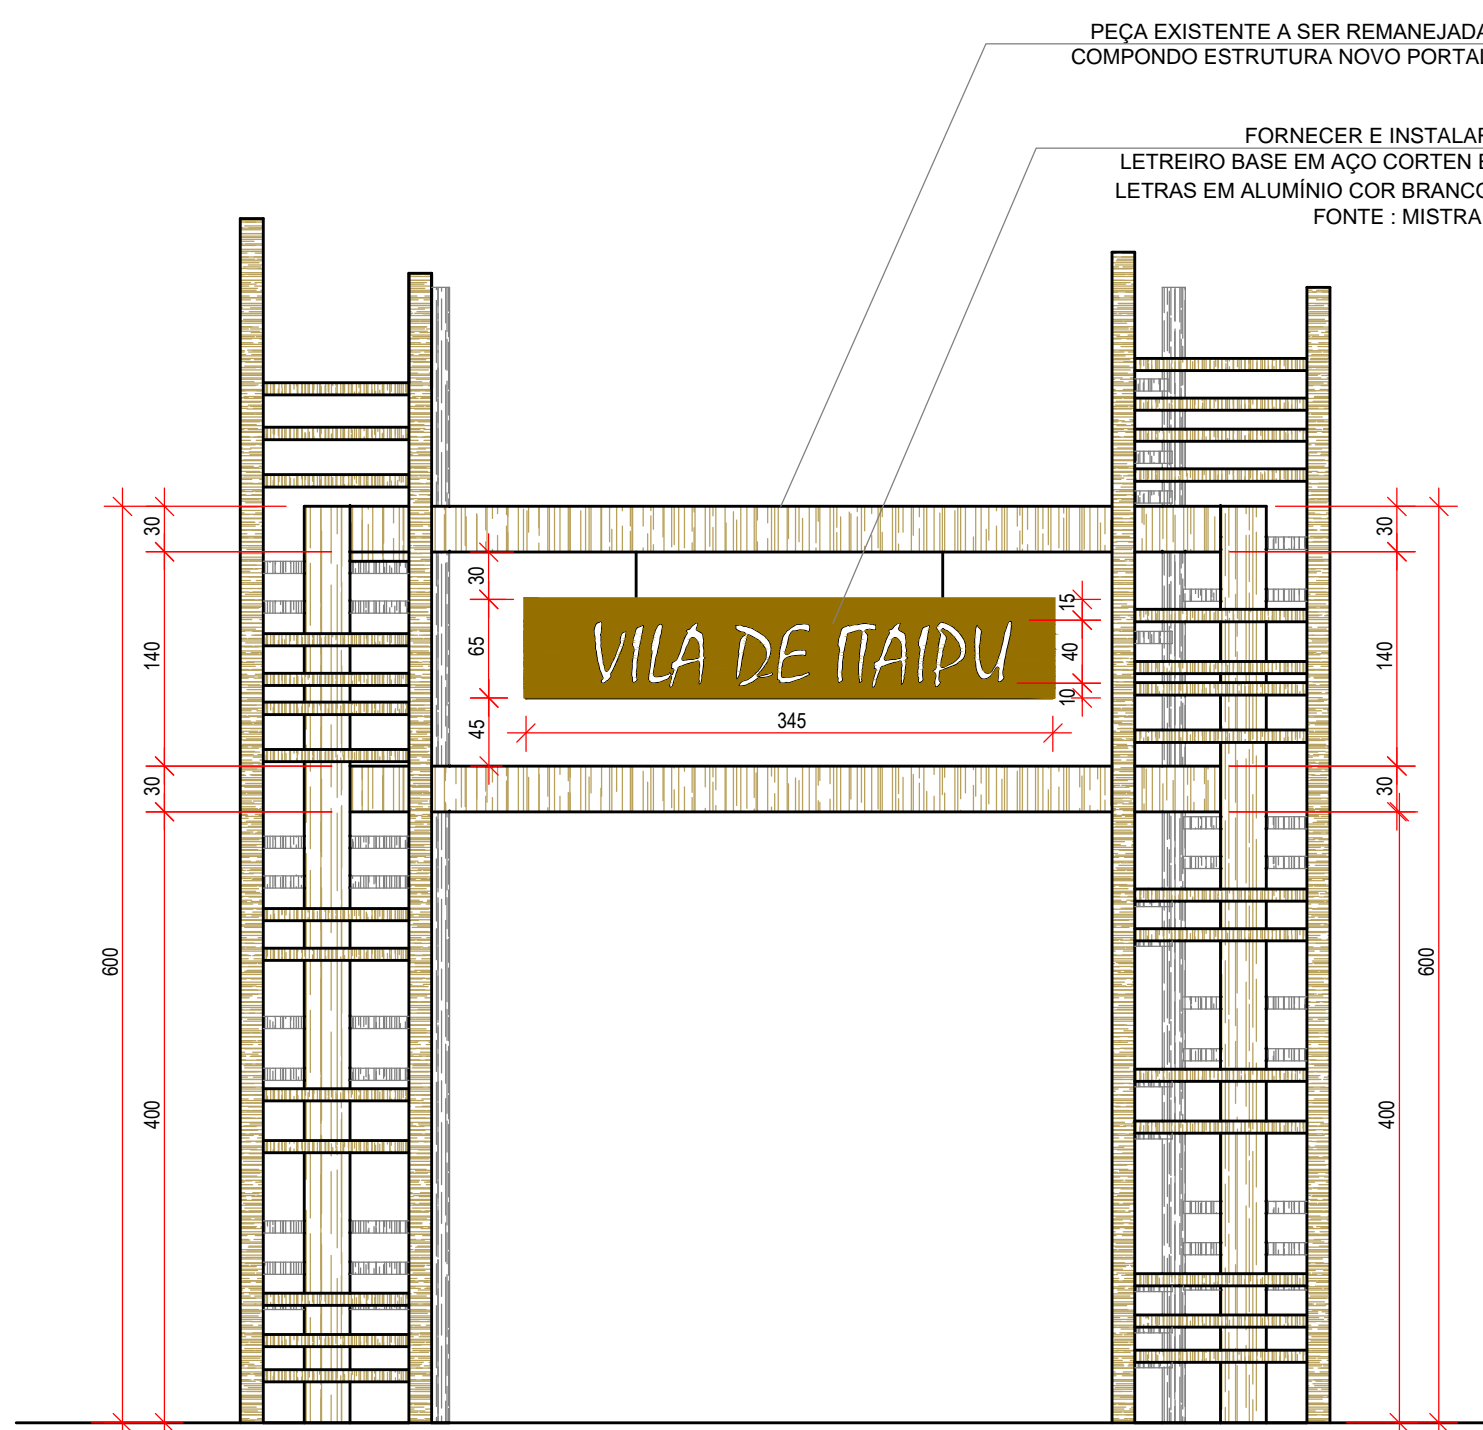 PEÇA EXISTENTE A SER REMANEJADA
COMPONDO ESTRUTURA NOVO PORTAL
FORNECER E INSTALAR
LETREIRO BASE EM AÇO CORTEN E
LETRAS EM ALUMÍNIO COR BRANCO
FONTE : MISTRA
30
30
30
15
VILA DE ITAIPU
140
65
40
140
10
45
345
30
30
600
600
400
400